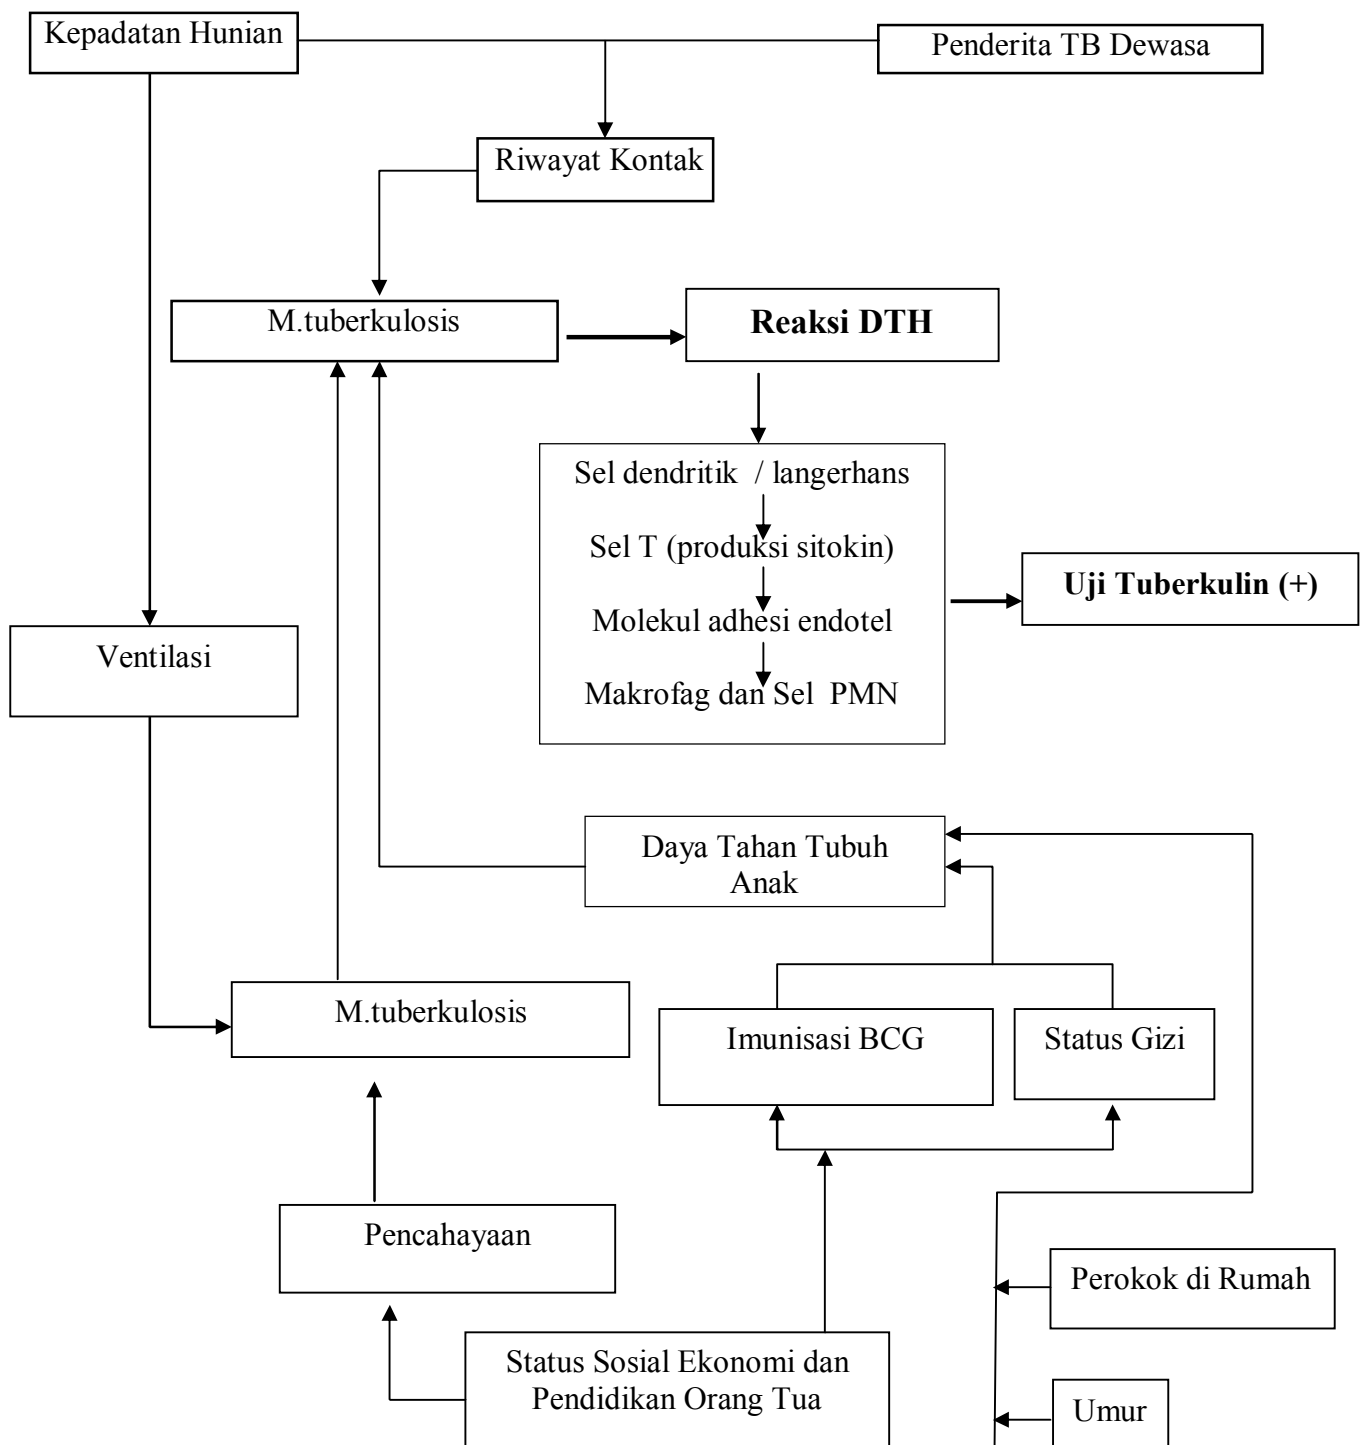 Kepadatan Hunian
Penderita TB Dewasa
Riwayat Kontak
M.tuberkulosis
Reaksi DTH
Sel dendritik / langerhans
Sel T (produksi sitokin)
Molekul adhesi endotel
Makrofag dan Sel PMN
Uji Tuberkulin (+)
Ventilasi
Daya Tahan Tubuh
Anak
M.tuberkulosis
Imunisasi BCG
Status Gizi
Pencahayaan
Perokok di Rumah
Status Sosial Ekonomi dan
Pendidikan Orang Tua
Umur